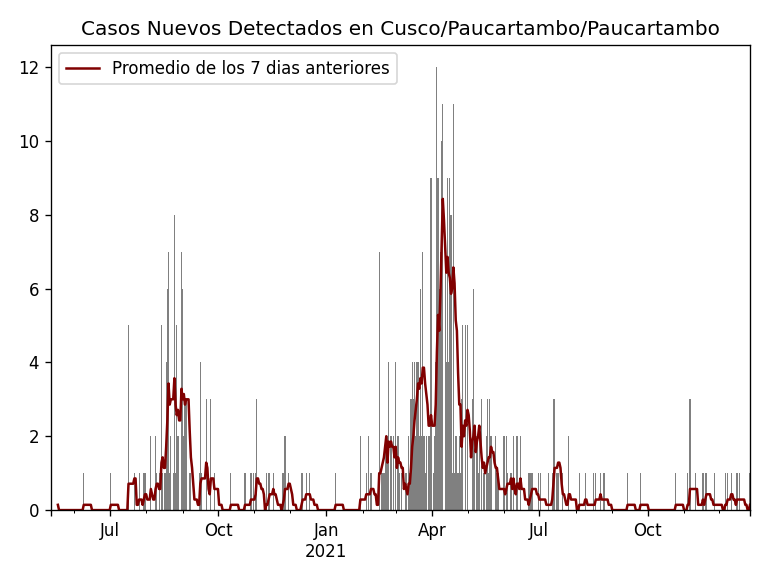 Casos Nuevos Detectados en Cusco/Paucartambo/Paucartambo
Promedio de los 7 dias anteriores
12
10
8
6
4
2
0
Jul
Oct
Jan
2021
Apr
Jul
Oct